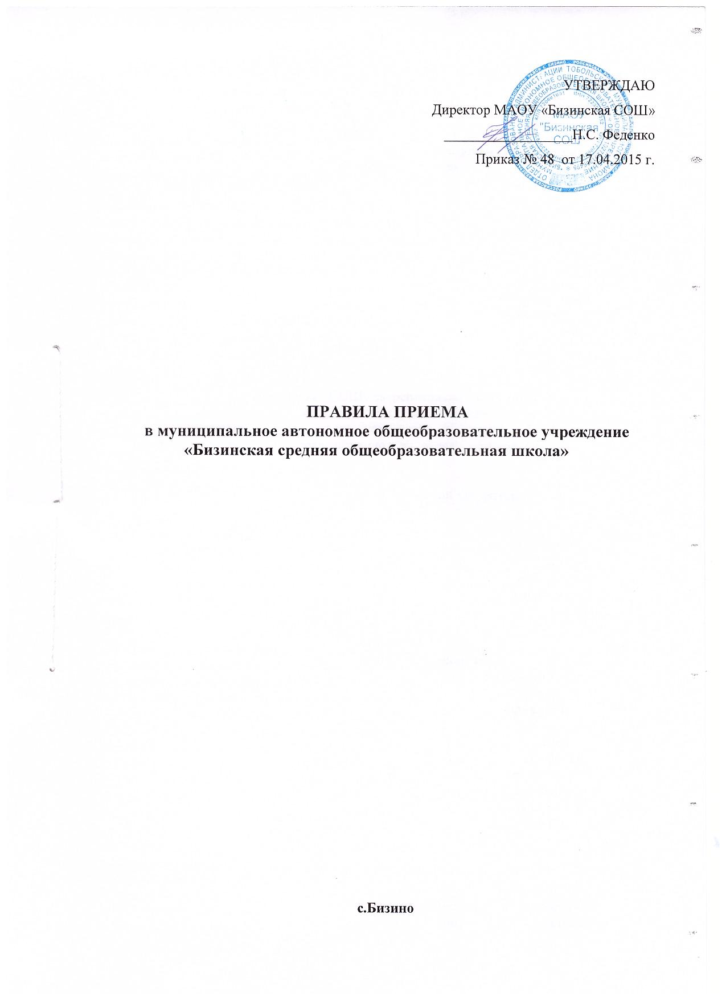 УТВЕРЖДАЮ
Директор МАОУ «Бизинская СОШ»
________________Н.С. Феденко
Приказ № 48 от 17.04.2015 г.
МАОУ
"Бизинская
СОШ"
ПРАВИЛА ПРИЕМА
в муниципальное автономное общеобразовательное учреждение
«Бизинская средняя общеобразовательная школа»
с.Бизино